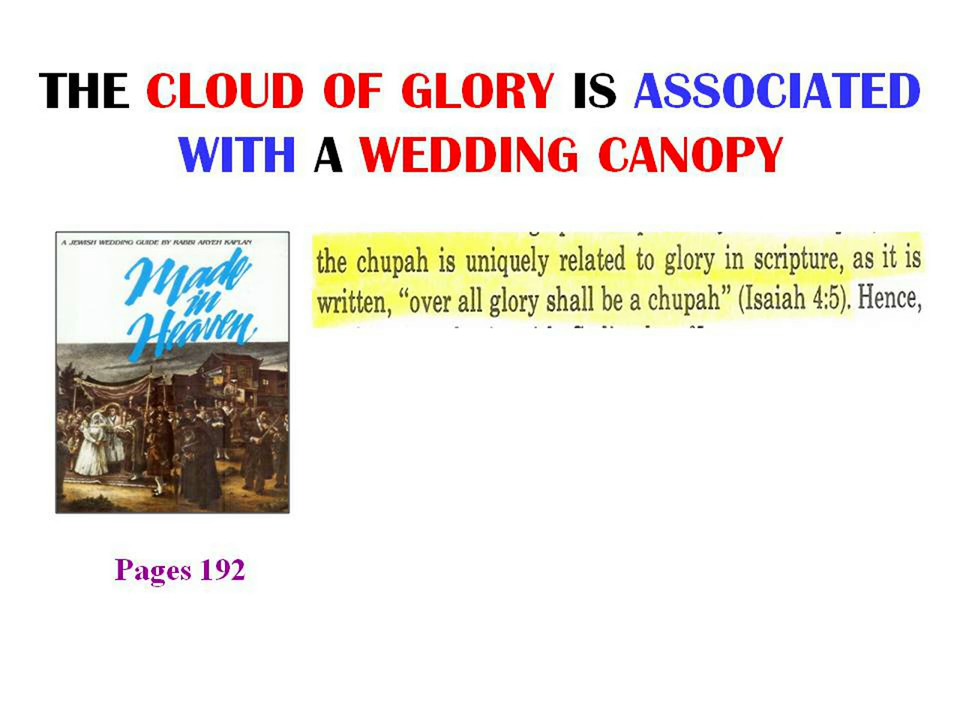 THE CLOUD OF GLORY IS ASSOCIATED
WITH A WEDDING CANOPY
A JEWISH WEDDING GUIDE BY RABBI ARYEH KAPLAN
Made
in
Heaven
the chupah is uniquely related to glory in scripture, as it is
written, “over all glory shall be a chupah” (Isaiah 4:5). Hence,
Pages 192